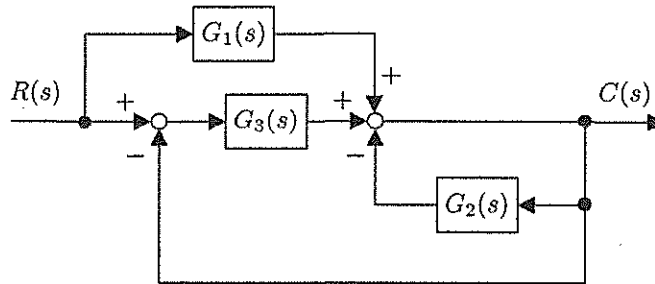 G₁(s)
R(s)
+
+
+
C(s)
G₃(s)
−
−
G₂(s)